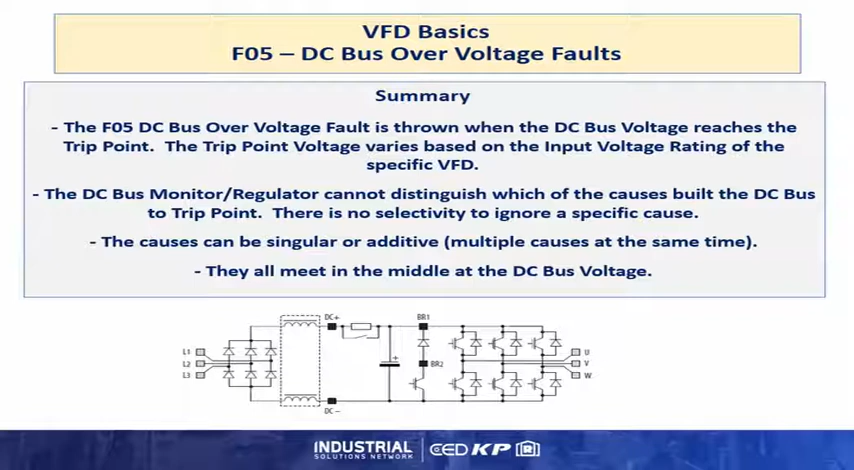 VFD Basics
F05 – DC Bus Over Voltage Faults
Summary
- The F05 DC Bus Over Voltage Fault is thrown when the DC Bus Voltage reaches the
Trip Point.  The Trip Point Voltage varies based on the Input Voltage Rating of the
specific VFD.
- The DC Bus Monitor/Regulator cannot distinguish which of the causes built the DC Bus
to Trip Point.  There is no selectivity to ignore a specific cause.
- The causes can be singular or additive (multiple causes at the same time).
- They all meet in the middle at the DC Bus Voltage.
DC+
BR1
L1
L2
L3
+
BR2
U
V
W
DC–
INDUSTRIAL
SOLUTIONS NETWORK
CED KP R